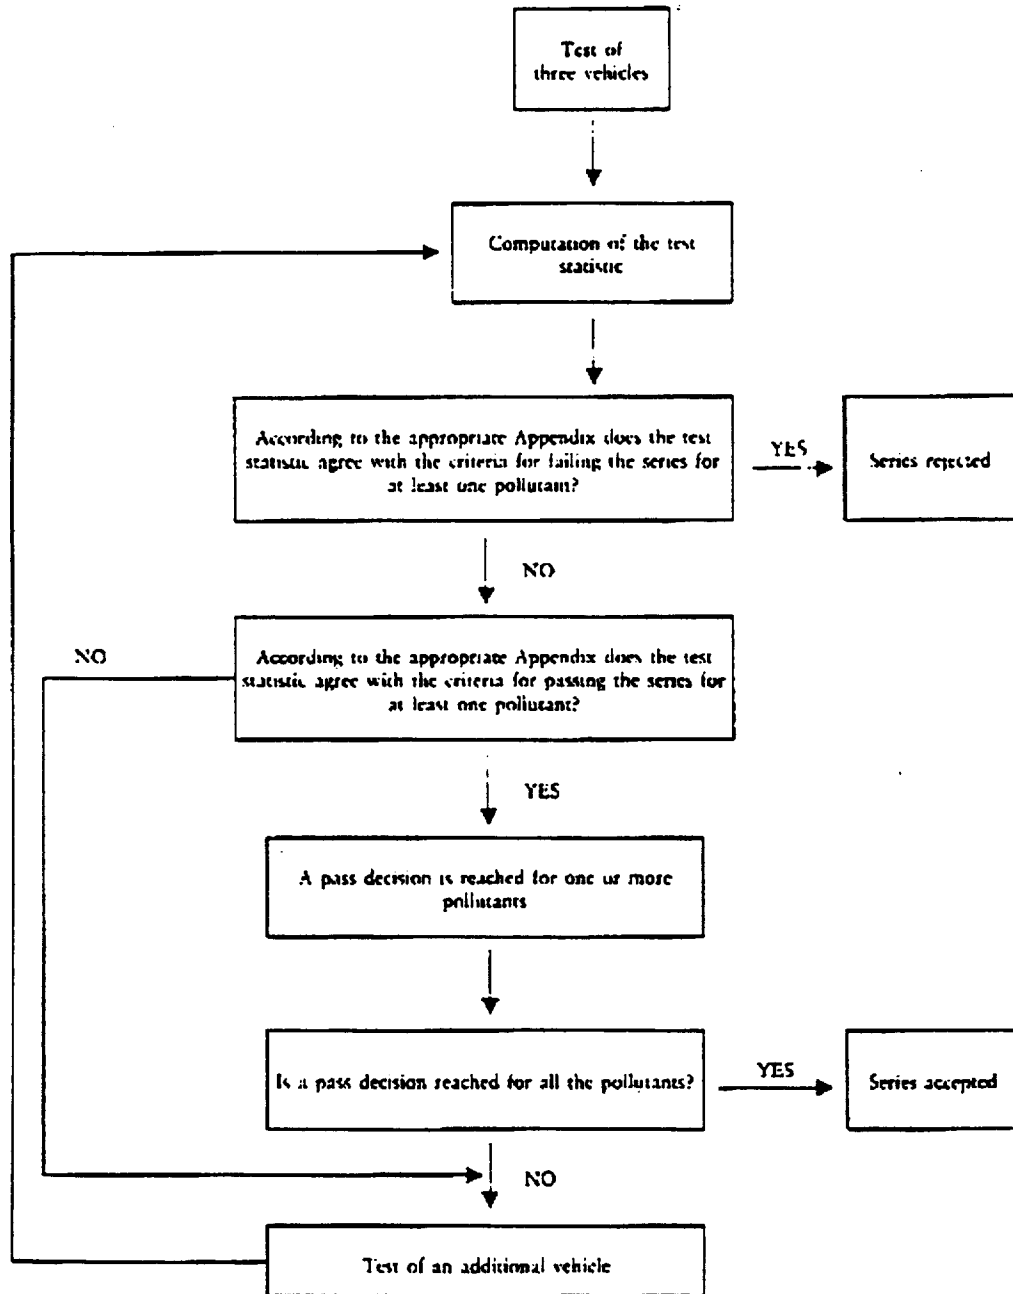 Test of
three vehicles
Computation of the test
statistic
According to the appropriate Appendix does the test
statistic agree with the criteria for failing the series for
at least one pollutant?
YES
Series rejected
NO
NO
According to the appropriate Appendix does the test
statistic agree with the criteria for passing the series for
at least one pollutant?
YES
A pass decision is reached for one or more
pollutants
Is a pass decision reached for all the pollutants?
YES
Series accepted
NO
Test of an additional vehicle